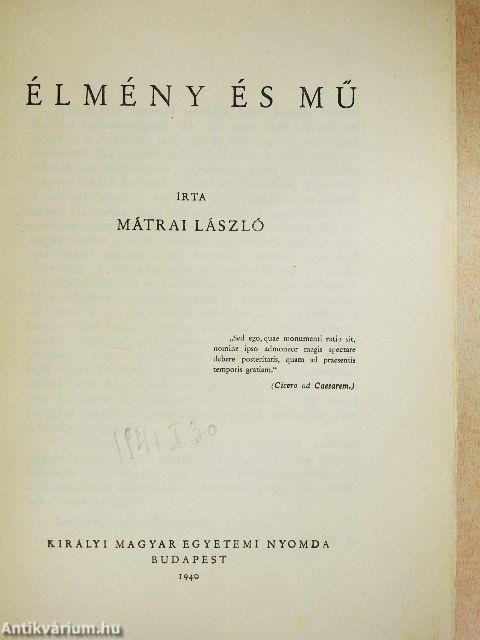 ÉLMÉNY ÉS MŰ
ÍRTA
MÁTRAI LÁSZLÓ
„Sed ego, quae monumenti ratio sit,
nomine ipso admoneor magis spectare
debere posteritatis, quam ad praesentis
temporis gratiam."
(Cicero ad Caesarem.)
1941 I 30
KIRÁLYI MAGYAR EGYETEMI NYOMDA
BUDAPEST
1940
Antikvárium.hu